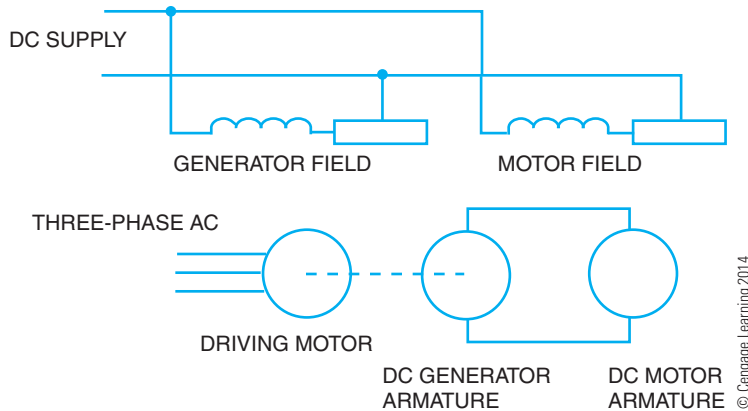 DC SUPPLY
GENERATOR FIELD
MOTOR FIELD
THREE-PHASE AC
DRIVING MOTOR
DC GENERATOR
ARMATURE
DC MOTOR
ARMATURE
© Cengage Learning 2014